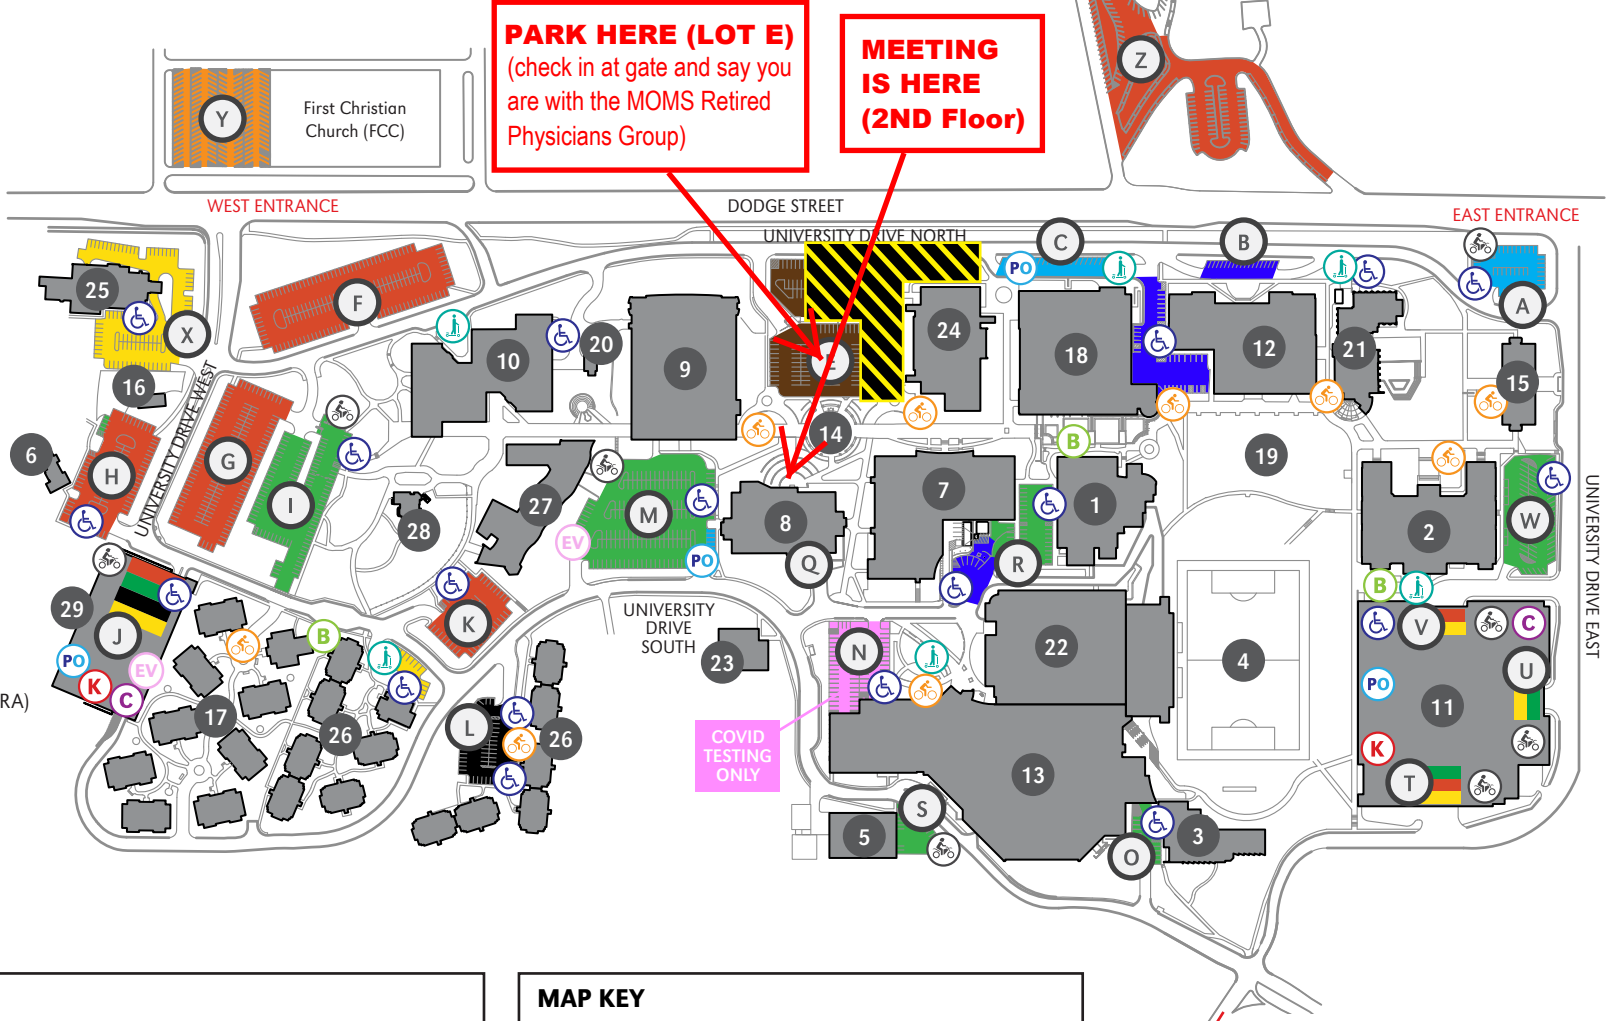 PARK HERE (LOT E)
(check in at gate and say you
are with the MOMS Retired
Physicians Group)
MEETING
IS HERE
(2ND Floor)
Z
Y
First Christian
Church (FCC)
WEST ENTRANCE
DODGE STREET
EAST ENTRANCE
UNIVERSITY DRIVE NORTH
C
B
PO
A
25
X
F
E
24
18
12
21
15
10
20
9
16
UNIVERSITY DRIVE WEST
14
B
19
6
H
G
I
M
27
28
EV
PO
8
Q
7
R
1
2
W
UNIVERSITY DRIVE EAST
29
J
PO
K
C
EV
B
K
17
26
L
26
UNIVERSITY
DRIVE
SOUTH
23
N
22
4
B
V
C
U
PO
11
K
T
RA)
COVID
TESTING
ONLY
13
S
5
O
3
MAP KEY